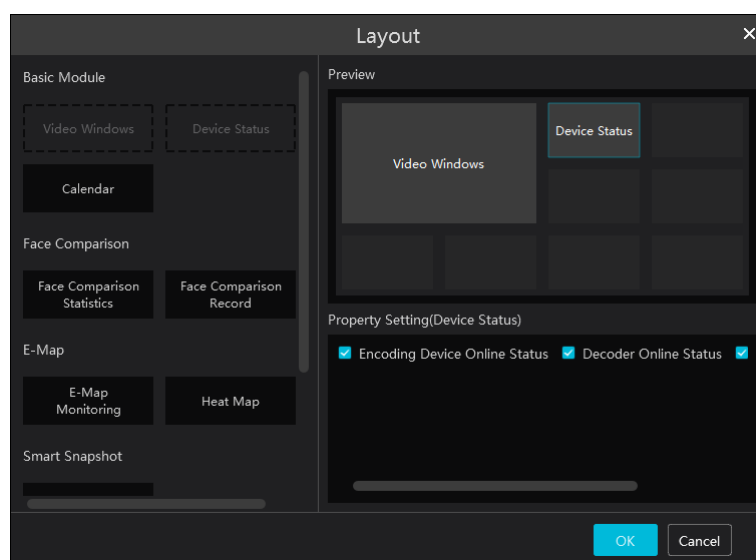 Layout
Basic Module
Video Windows
Device Status
Calendar
Face Comparison
Face Comparison
Statistics
Face Comparison
Record
E-Map
E-Map
Monitoring
Heat Map
Smart Snapshot
Preview
Video Windows
Device Status
Property Setting(Device Status)
Encoding Device Online Status
Decoder Online Status
OK
Cancel